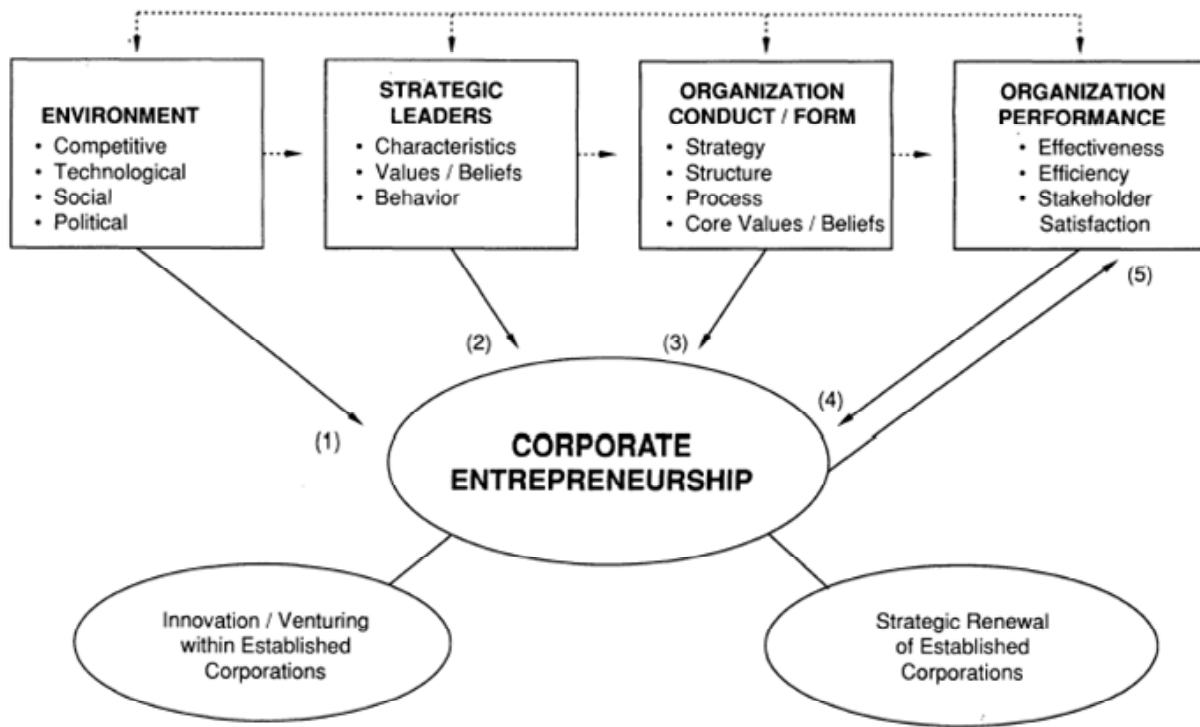 ENVIRONMENT
• Competitive
• Technological
• Social
• Political
STRATEGIC
LEADERS
• Characteristics
• Values / Beliefs
• Behavior
ORGANIZATION
CONDUCT / FORM
• Strategy
• Structure
• Process
• Core Values / Beliefs
ORGANIZATION
PERFORMANCE
• Effectiveness
• Efficiency
• Stakeholder
Satisfaction
(1)
(2)
(3)
(4)
(5)
CORPORATE
ENTREPRENEURSHIP
Innovation / Venturing
within Established
Corporations
Strategic Renewal
of Established
Corporations